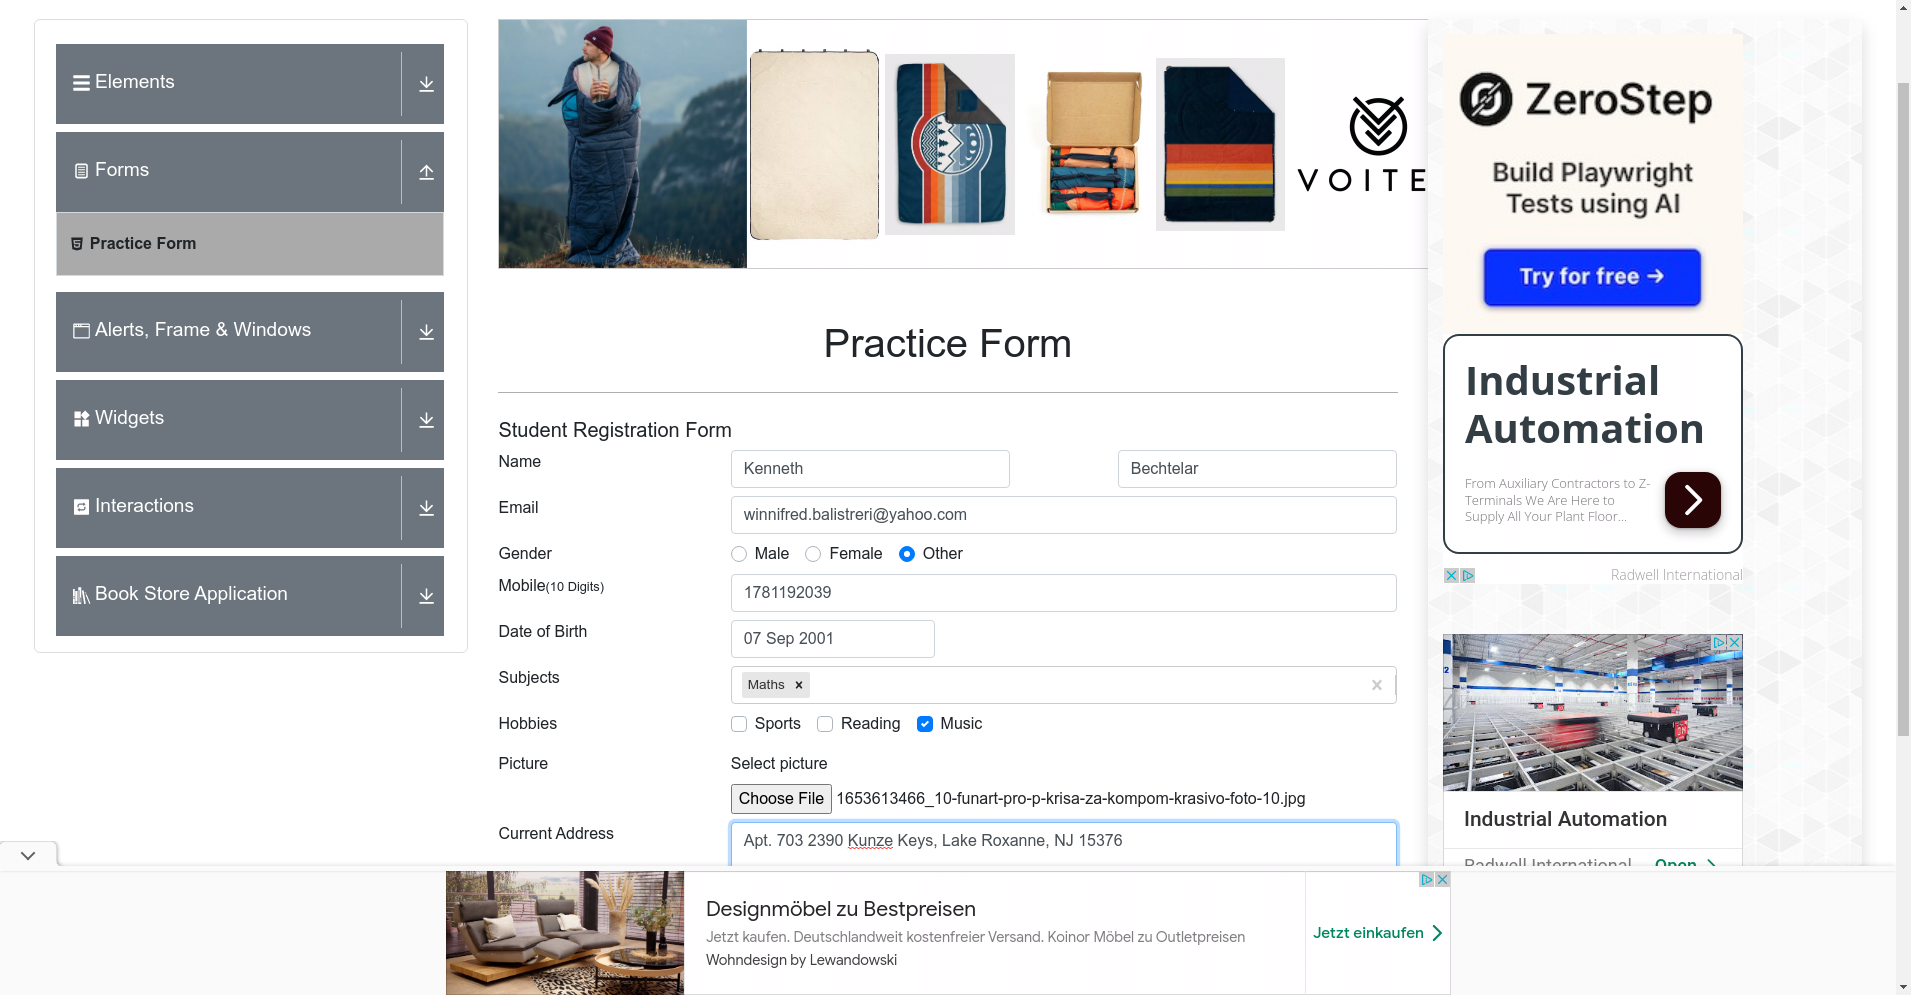 Elements
Forms
Practice Form
Alerts, Frame & Windows
Widgets
Interactions
Book Store Application
VOITE
Practice Form
Student Registration Form
Name Kenneth Bechtelar
Email winnifred.balistreri@yahoo.com
Gender Male Female Other
Mobile(10 Digits) 1781192039
Date of Birth 07 Sep 2001
Subjects Maths
Hobbies Sports Reading Music
Picture Select picture
Choose File 1653613466_10-funart-pro-p-krisa-za-kompom-krasivo-foto-10.jpg
Current Address Apt. 703 2390 Kunze Keys, Lake Roxanne, NJ 15376
ZeroStep
Build Playwright
Tests using AI
Try for free →
Industrial
Automation
From Auxiliary Contractors to Z-
Terminals We Are Here to
Supply All Your Plant Floor...
Radwell International
Industrial Automation
Radwell International Open
Designmöbel zu Bestpreisen
Jetzt kaufen. Deutschlandweit kostenfreier Versand. Koinor Möbel zu Outletpreisen
Wohndesign by Lewandowski
Jetzt einkaufen